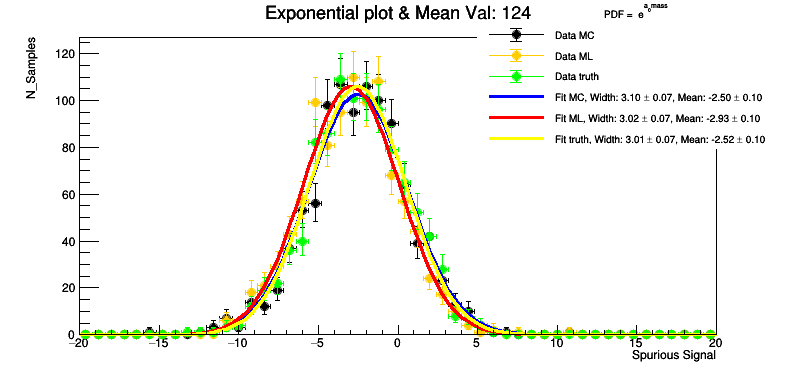 Exponential plot & Mean Val: 124
PDF = e^{a_0 mass}
N_Samples
Data MC
Data ML
Data truth
Fit MC, Width: 3.10 ± 0.07, Mean: -2.50 ± 0.10
Fit ML, Width: 3.02 ± 0.07, Mean: -2.93 ± 0.10
Fit truth, Width: 3.01 ± 0.07, Mean: -2.52 ± 0.10
120
100
80
60
40
20
0
−20 −15 −10 −5 0 5 10 15 20
Spurious Signal